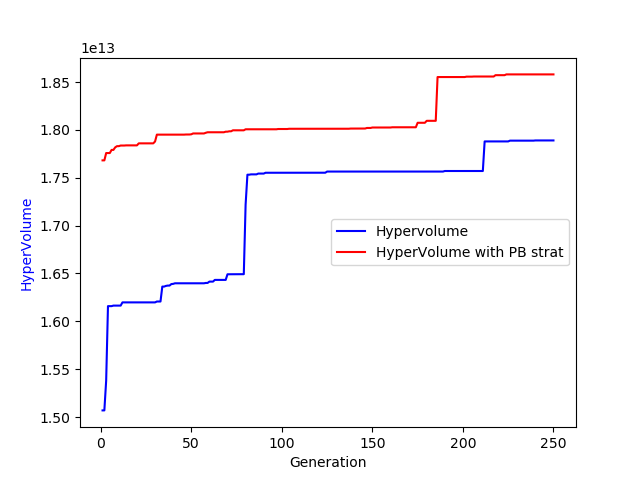 1e13
1.85
1.80
1.75
1.70
1.65
1.60
1.55
1.50
HyperVolume
Hypervolume
HyperVolume with PB strat
0 50 100 150 200 250
Generation